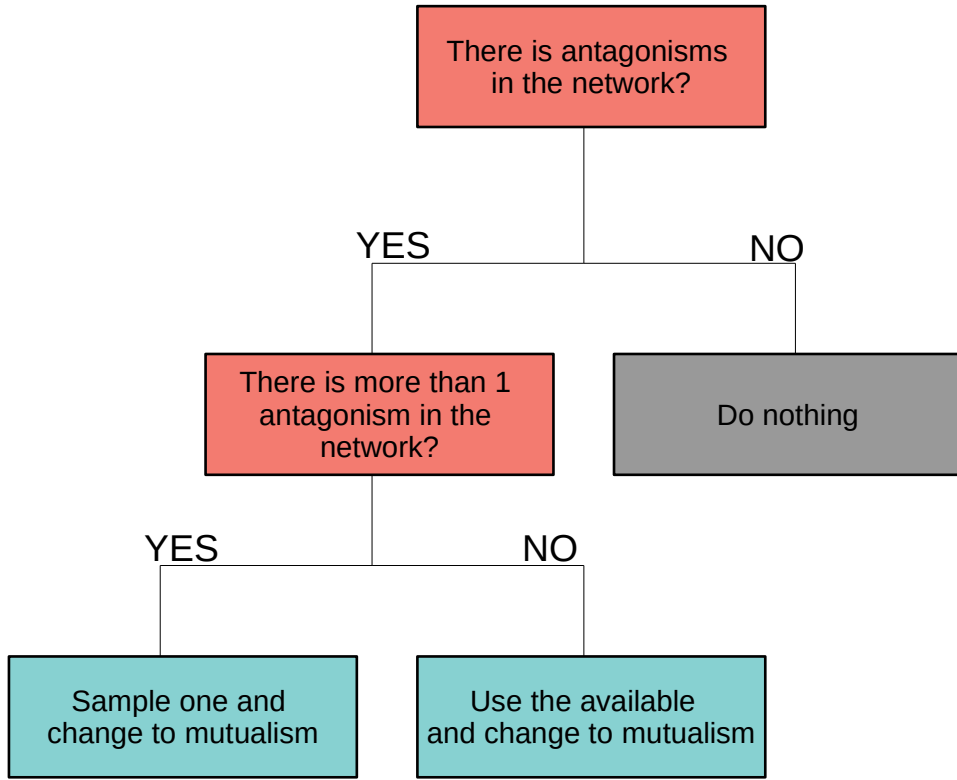 There is antagonisms
in the network?
YES
NO
There is more than 1
antagonism in the
network?
Do nothing
YES
NO
Sample one and
change to mutualism
Use the available
and change to mutualism